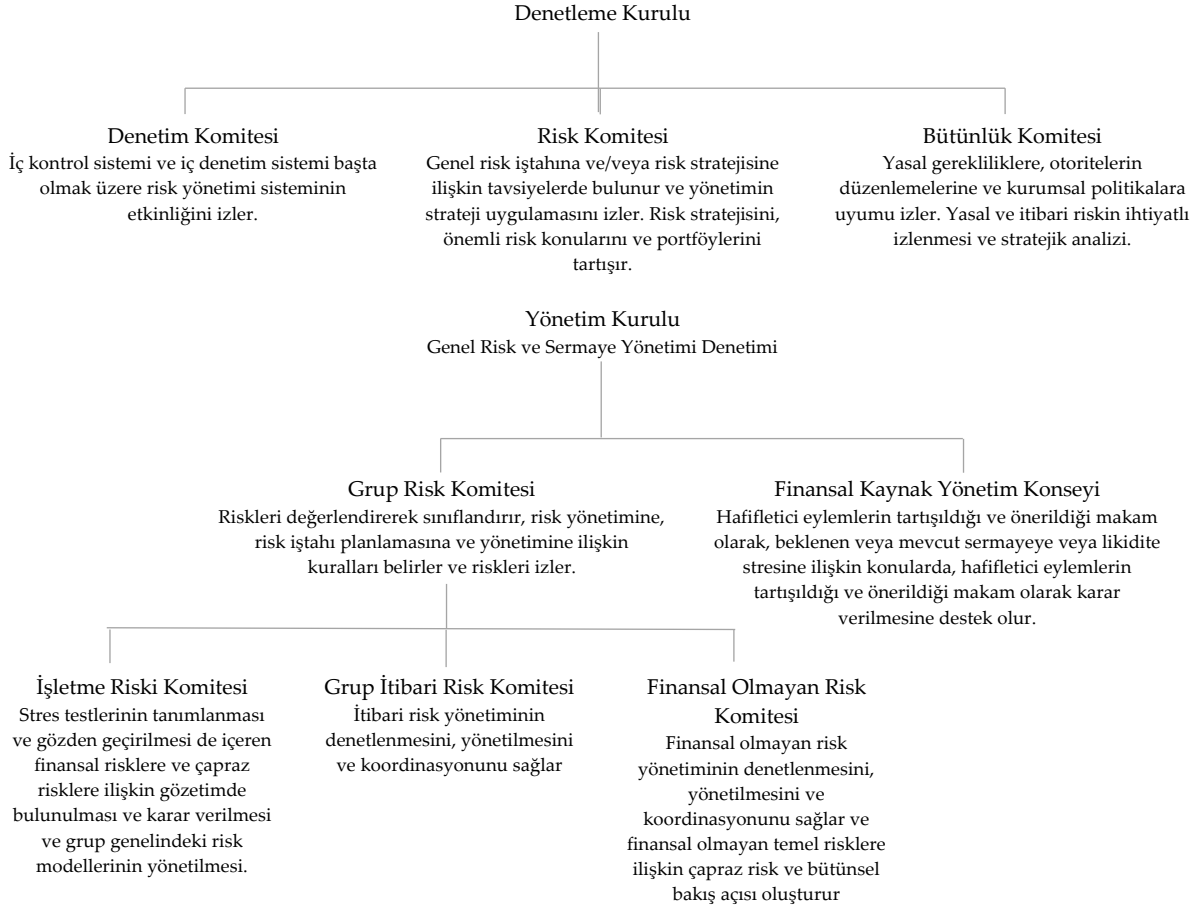 Denetleme Kurulu
Denetim Komitesi
İç kontrol sistemi ve iç denetim sistemi başta
olmak üzere risk yönetimi sisteminin
etkinliğini izler.
Risk Komitesi
Genel risk iştahına ve/veya risk stratejisine
ilişkin tavsiyelerde bulunur ve yönetimin
strateji uygulamasını izler. Risk stratejisini,
önemli risk konularını ve portföylerini
tartışır.
Bütünlük Komitesi
Yasal gerekliliklere, otoritelerin
düzenlemelerine ve kurumsal politikalara
uyumu izler. Yasal ve itibari riskin ihtiyatlı
izlenmesi ve stratejik analizi.
Yönetim Kurulu
Genel Risk ve Sermaye Yönetimi Denetimi
Grup Risk Komitesi
Riskleri değerlendirerek sınıflandırır, risk yönetimine,
risk iştahı planlamasına ve yönetimine ilişkin
kuralları belirler ve riskleri izler.
Finansal Kaynak Yönetim Konseyi
Hafifletici eylemlerin tartışıldığı ve önerildiği makam
olarak, beklenen veya mevcut sermayeye veya likidite
stresine ilişkin konularda, hafifletici eylemlerin
tartışıldığı ve önerildiği makam olarak karar
verilmesine destek olur.
İşletme Riski Komitesi
Stres testlerinin tanımlanması
ve gözden geçirilmesi de içeren
finansal risklere ve çapraz
risklere ilişkin gözetimde
bulunulması ve karar verilmesi
ve grup genelindeki risk
modellerinin yönetilmesi.
Grup İtibari Risk Komitesi
İtibari risk yönetiminin
denetlenmesini, yönetilmesini
ve koordinasyonunu sağlar
Finansal Olmayan Risk
Komitesi
Finansal olmayan risk
yönetiminin denetlenmesini,
yönetilmesini ve
koordinasyonunu sağlar ve
finansal olmayan temel risklere
ilişkin çapraz risk ve bütünsel
bakış açısı oluşturur